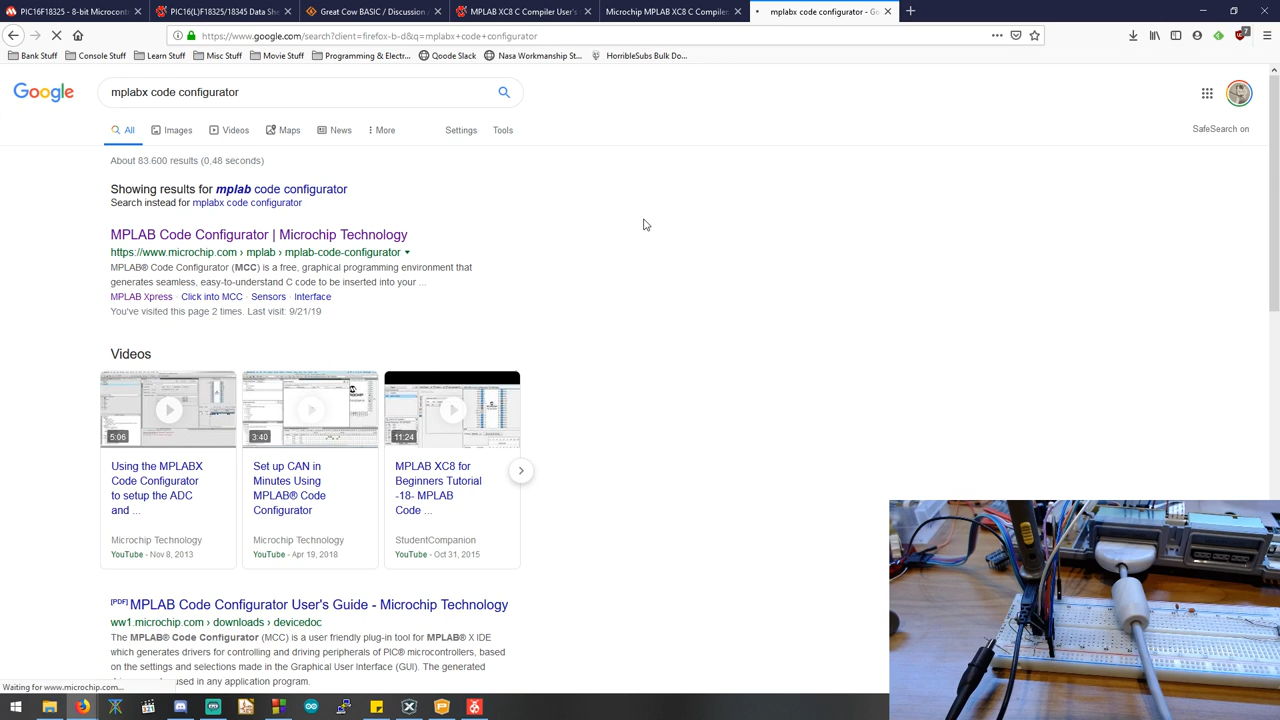 PIC16F18325 - 8-bit Microcont
PIC16(L)F18325/18345 Data She
Great Cow BASIC / Discussion /
MPLAB XC8 C Compiler User's
Microchip MPLAB XC8 C Compiler
mplabx code configurator - Go
https://www.google.com/search?client=firefox-b-d&q=mplabx+code+configurator
7
Bank Stuff
Console Stuff
Learn Stuff
Misc Stuff
Movie Stuff
Programming & Electr...
Qoode Slack
Nasa Workmanship St...
HorribleSubs Bulk Do...
Google
mplabx code configurator
All
Images
Videos
Maps
News
More
Settings
Tools
SafeSearch on
About 83.600 results (0,48 seconds)
Showing results for mplab code configurator
Search instead for mplabx code configurator
MPLAB Code Configurator | Microchip Technology
https://www.microchip.com › mplab › mplab-code-configurator
MPLAB® Code Configurator (MCC) is a free, graphical programming environment that
generates seamless, easy-to-understand C code to be inserted into your ...
MPLAB Xpress · Click into MCC · Sensors · Interface
You've visited this page 2 times. Last visit: 9/21/19
Videos
5:06
3:40
11:24
Using the MPLABX
Code Configurator
to setup the ADC
and ...
Microchip Technology
YouTube - Nov 8, 2013
Set up CAN in
Minutes Using
MPLAB® Code
Configurator
Microchip Technology
YouTube - Apr 19, 2018
MPLAB XC8 for
Beginners Tutorial
-18- MPLAB
Code ...
StudentCompanion
YouTube - Oct 31, 2015
[PDF] MPLAB Code Configurator User's Guide - Microchip Technology
ww1.microchip.com › downloads › devicedoc
The MPLAB® Code Configurator (MCC) is a user friendly plug-in tool for MPLAB® X IDE
which generates drivers for controlling and driving peripherals of PIC® microcontrollers, based
on the settings and selections made in the Graphical User Interface (GUI). The generated
used in any application program.
Waiting for www.microchip.com...